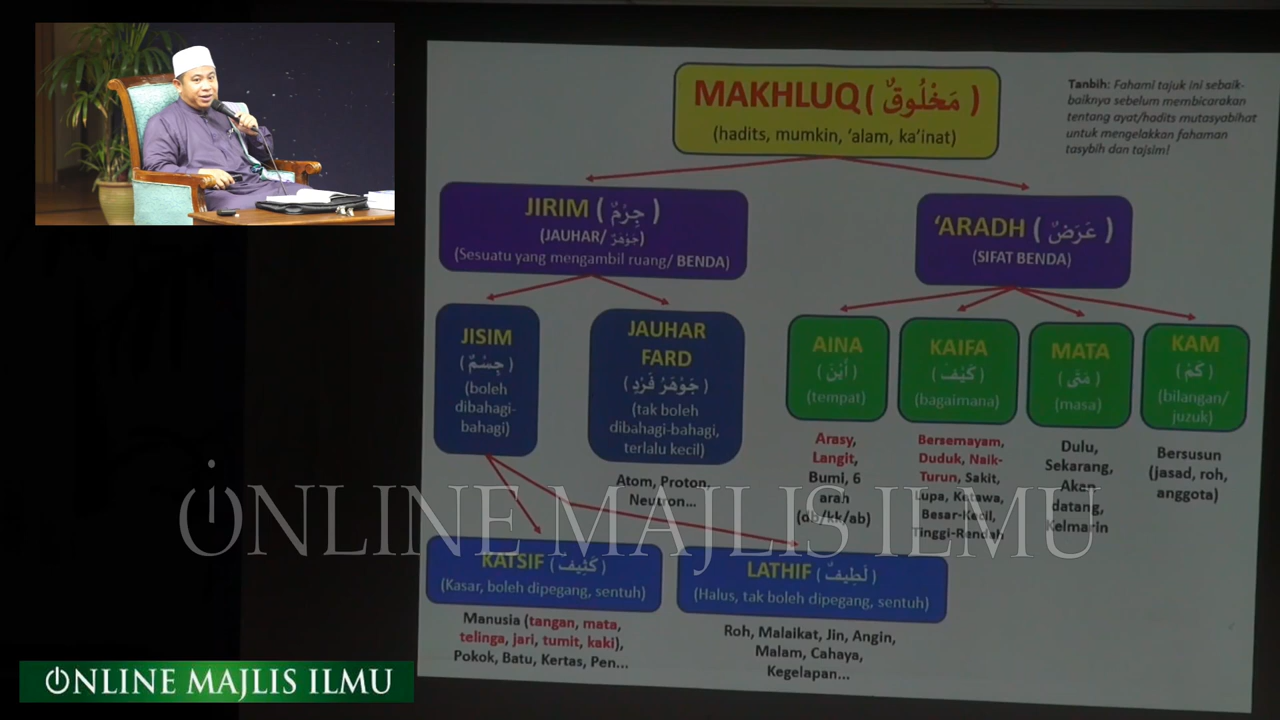 MAKHLUQ ( مَخْلُوقٌ )
(hadits, mumkin, ‘alam, ka’inat)
Tanbih: Fahami tajuk ini sebaik-
baiknya sebelum membicarakan
tentang ayat/hadits mutasyabihat
untuk mengelakkan fahaman
tasybih dan tajsim!
JIRIM ( جِرْمٌ )
(JAUHAR/ جَوْهَرٌ)
(Sesuatu yang mengambil ruang/ BENDA)
‘ARADH ( عَرَضٌ )
(SIFAT BENDA)
JISIM
( جِسْمٌ )
(boleh
dibahagi-
bahagi)
JAUHAR
FARD
( جَوْهَرُ فَرْدٍ )
(tak boleh
dibahagi-bahagi,
terlalu kecil)
Atom, Proton,
Neutron...
AINA
( أَيْنَ )
(tempat)
Arasy,
Langit,
Bumi, 6
arah
(db/kk/ab)
KAIFA
( كَيْفَ )
(bagaimana)
Bersemayam,
Duduk, Naik-
Turun, Sakit,
Lupa, Ketawa,
Besar-Kecil,
Tinggi-Rendah
MATA
( مَتَى )
(masa)
Dulu,
Sekarang,
Akan
datang,
Kelmarin
KAM
( كَمْ )
(bilangan/
juzuk)
Bersusun
(jasad, roh,
anggota)
ONLINE MAJLIS ILMU
KATSIF ( كَثِيفٌ )
(Kasar, boleh dipegang, sentuh)
Manusia (tangan, mata,
telinga, jari, tumit, kaki),
Pokok, Batu, Kertas, Pen...
LATHIF ( لَطِيفٌ )
(Halus, tak boleh dipegang, sentuh)
Roh, Malaikat, Jin, Angin,
Malam, Cahaya,
Kegelapan...
ONLINE MAJLIS ILMU